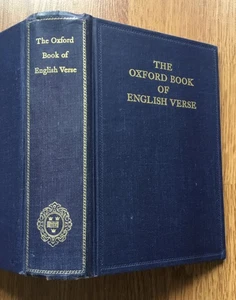 The Oxford
Book of
English Verse
THE
OXFORD BOOK
OF
ENGLISH VERSE